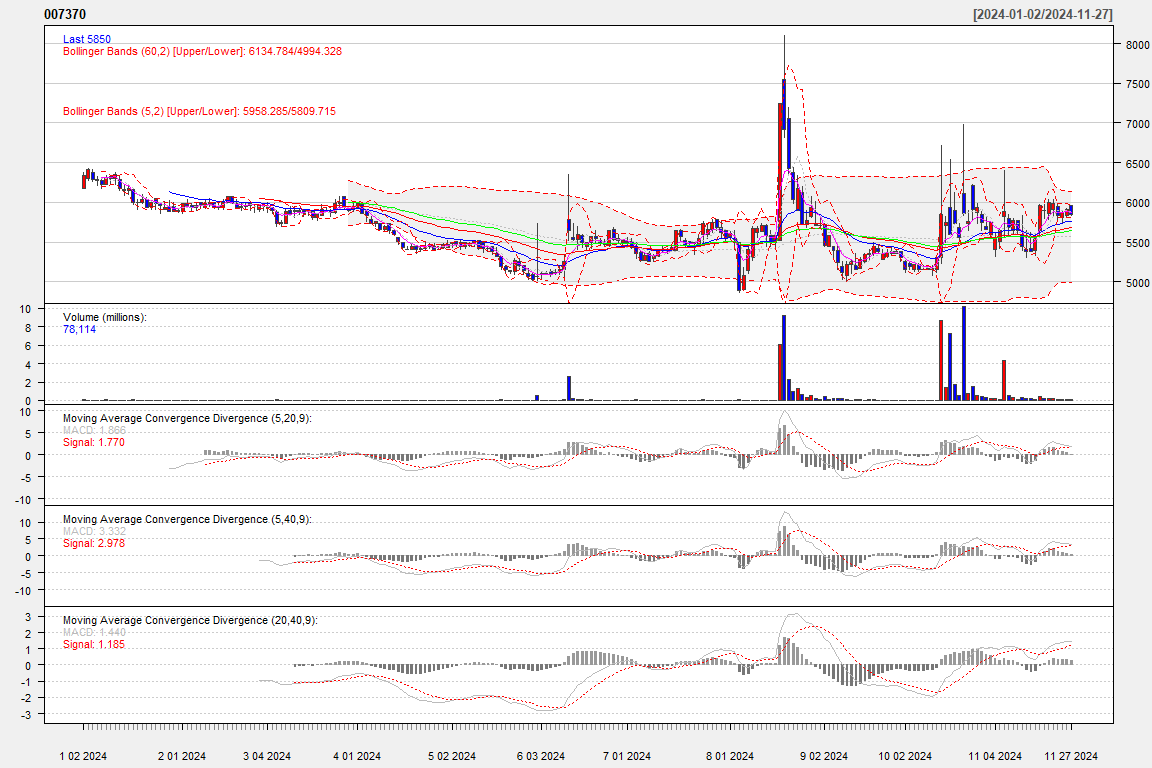 007370 [2024-01-02/2024-11-27]
Last 5850
Bollinger Bands (60,2) [Upper/Lower]: 6134.784/4994.328
Bollinger Bands (5,2) [Upper/Lower]: 5958.285/5809.715
8000
7500
7000
6500
6000
5500
5000
Volume (millions):
78,114
10
8
6
4
2
0
Moving Average Convergence Divergence (5,20,9):
MACD: 1.866
Signal: 1.770
10
5
0
-5
-10
Moving Average Convergence Divergence (5,40,9):
MACD: 3.332
Signal: 2.978
10
5
0
-5
-10
Moving Average Convergence Divergence (20,40,9):
MACD: 1.440
Signal: 1.185
3
2
1
0
-1
-2
-3
1 02 2024 2 01 2024 3 04 2024 4 01 2024 5 02 2024 6 03 2024 7 01 2024 8 01 2024 9 02 2024 10 02 2024 11 04 2024 11 27 2024